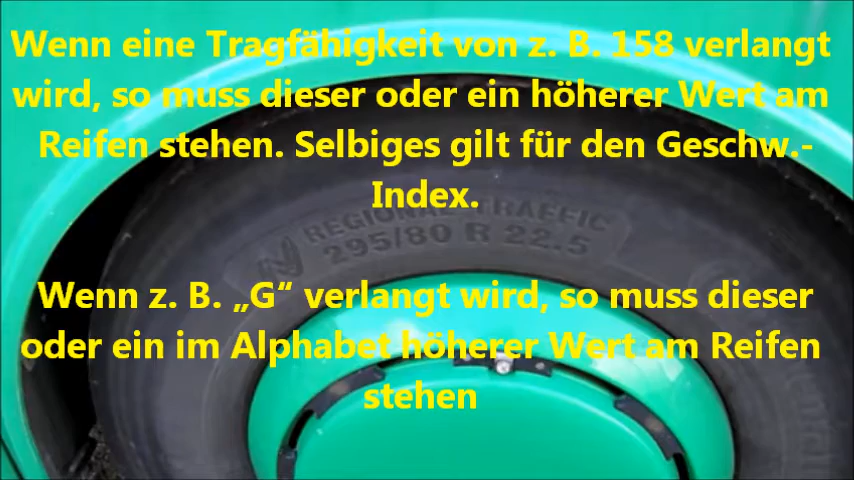 Wenn eine Tragfähigkeit von z. B. 158 verlangt
wird, so muss dieser oder ein höherer Wert am
Reifen stehen. Selbiges gilt für den Geschw.-
Index.
REGIONAL TRAFFIC
295/80 R 22.5
Wenn z. B. „G“ verlangt wird, so muss dieser
oder ein im Alphabet höherer Wert am Reifen
stehen